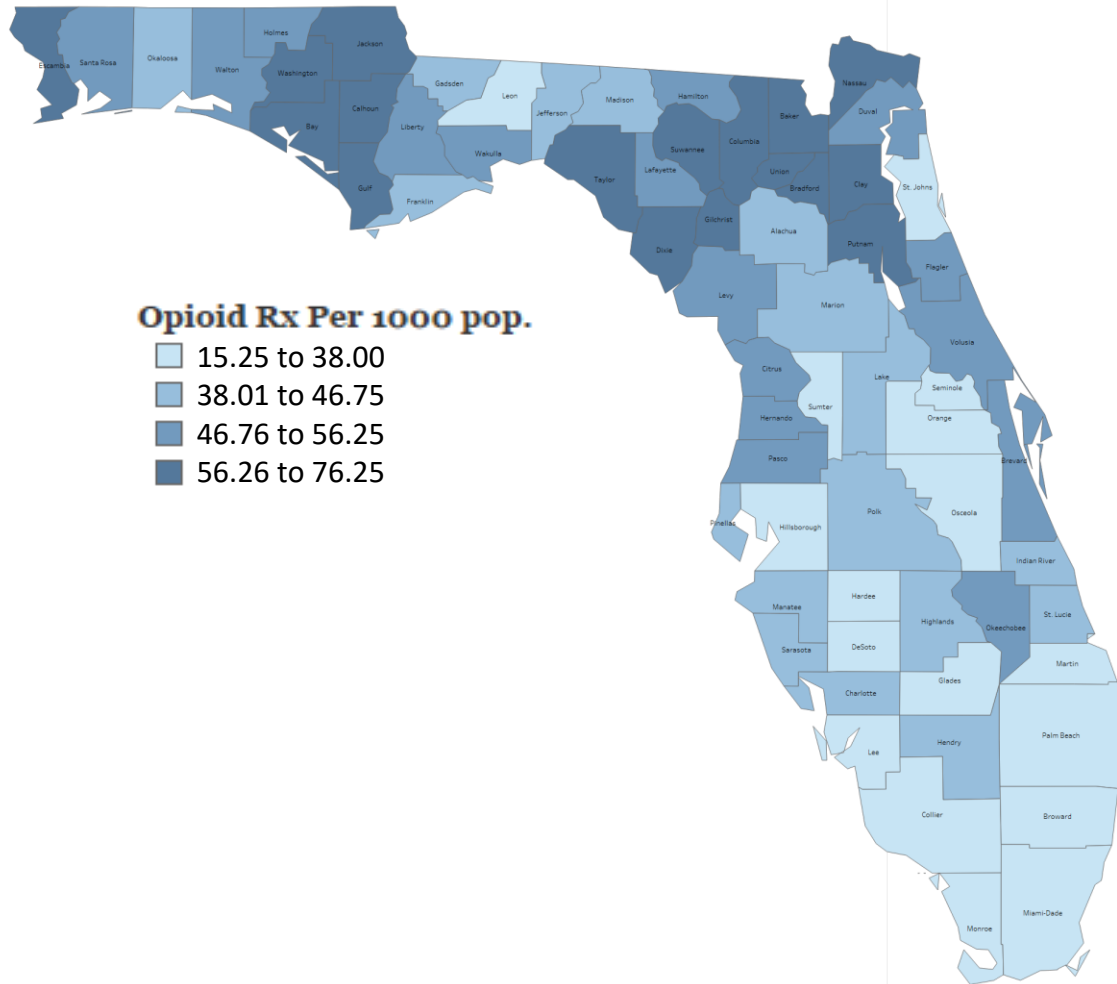 Holmes
Jackson
Escambia
Santa Rosa
Okaloosa
Walton
Washington
Gadsden
Leon
Jefferson
Madison
Hamilton
Nassau
Baker
Duval
Calhoun
Bay
Liberty
Wakulla
Suwannee
Columbia
Lafayette
Taylor
Union
Bradford
Clay
St. Johns
Gulf
Franklin
Gilchrist
Alachua
Putnam
Dixie
Flagler
Levy
Marion
Opioid Rx Per 1000 pop.
15.25 to 38.00
38.01 to 46.75
46.76 to 56.25
56.26 to 76.25
Volusia
Citrus
Lake
Seminole
Sumter
Hernando
Orange
Pasco
Brevard
Pinellas
Hillsborough
Polk
Osceola
Indian River
Manatee
Hardee
Highlands
Okeechobee
St. Lucie
Sarasota
DeSoto
Martin
Glades
Charlotte
Palm Beach
Lee
Hendry
Collier
Broward
Miami-Dade
Monroe